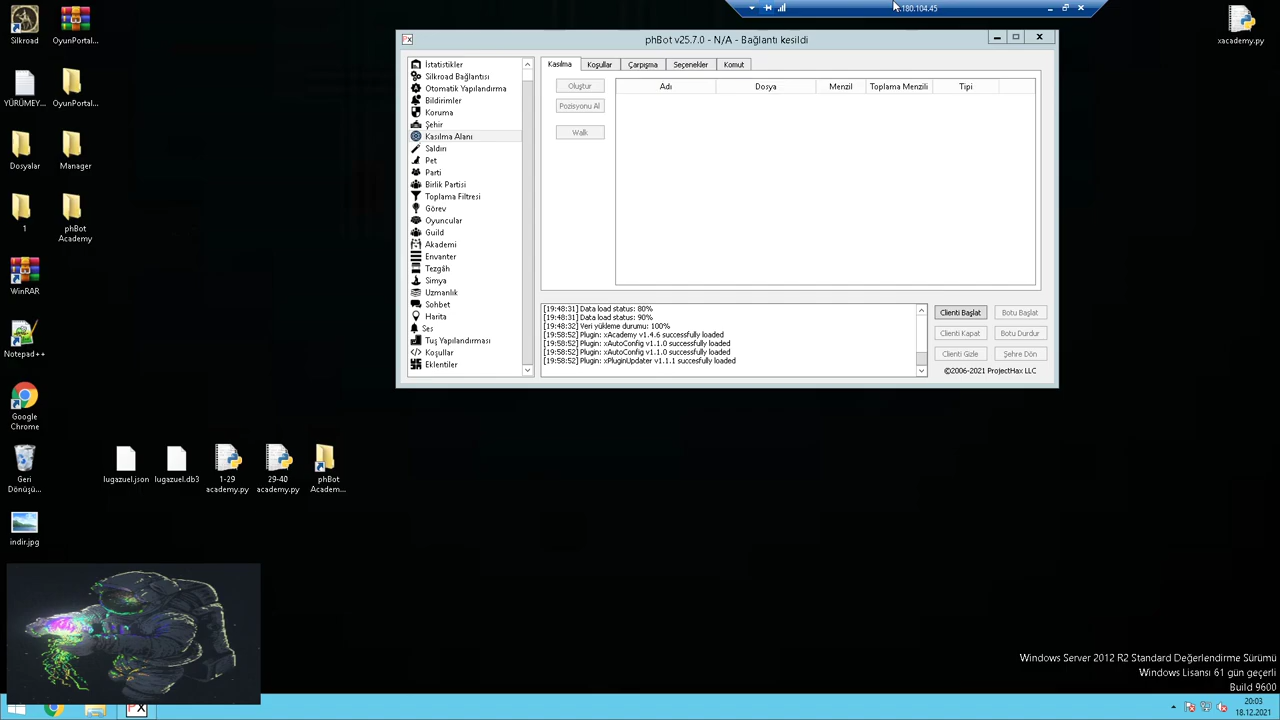 .180.104.45
Silkroad
OyunPortal...
xacademy.py
YÜRÜMEY...
OyunPortal...
Dosyalar
Manager
1
phBot
Academy
WinRAR
Notepad++
Google
Chrome
Geri
Dönüşü...
indir.jpg
lugazuel.json
lugazuel.db3
1-29
academy.py
29-40
academy.py
phBot
Academ...
phBot v25.7.0 - N/A - Bağlantı kesildi
İstatistikler
Silkroad Bağlantısı
Otomatik Yapılandırma
Bildirimler
Koruma
Şehir
Kasılma Alanı
Saldırı
Pet
Parti
Birlik Partisi
Toplama Filtresi
Görev
Oyuncular
Guild
Akademi
Envanter
Tezgâh
Simya
Uzmanlık
Sohbet
Harita
Ses
Tuş Yapılandırması
Koşullar
Eklentiler
Kasılma Koşullar Çarpışma Seçenekler Komut
Oluştur
Pozisyonu Al
Walk
Adı Dosya Menzil Toplama Menzili Tipi
[19:48:31] Data load status: 80%
[19:48:31] Data load status: 90%
[19:48:32] Veri yükleme durumu: 100%
[19:58:52] Plugin: xAcademy v1.4.6 successfully loaded
[19:58:52] Plugin: xAutoConfig v1.1.0 successfully loaded
[19:58:52] Plugin: xAutoConfig v1.1.0 successfully loaded
[19:58:52] Plugin: xPluginUpdater v1.1.1 succesfully loaded
Clienti Başlat Botu Başlat
Clienti Kapat Botu Durdur
Clienti Gizle Şehre Dön
©2006-2021 ProjectHax LLC
Windows Server 2012 R2 Standard Değerlendirme Sürümü
Windows Lisansı 61 gün geçerli
Build 9600
20:03
18.12.2021